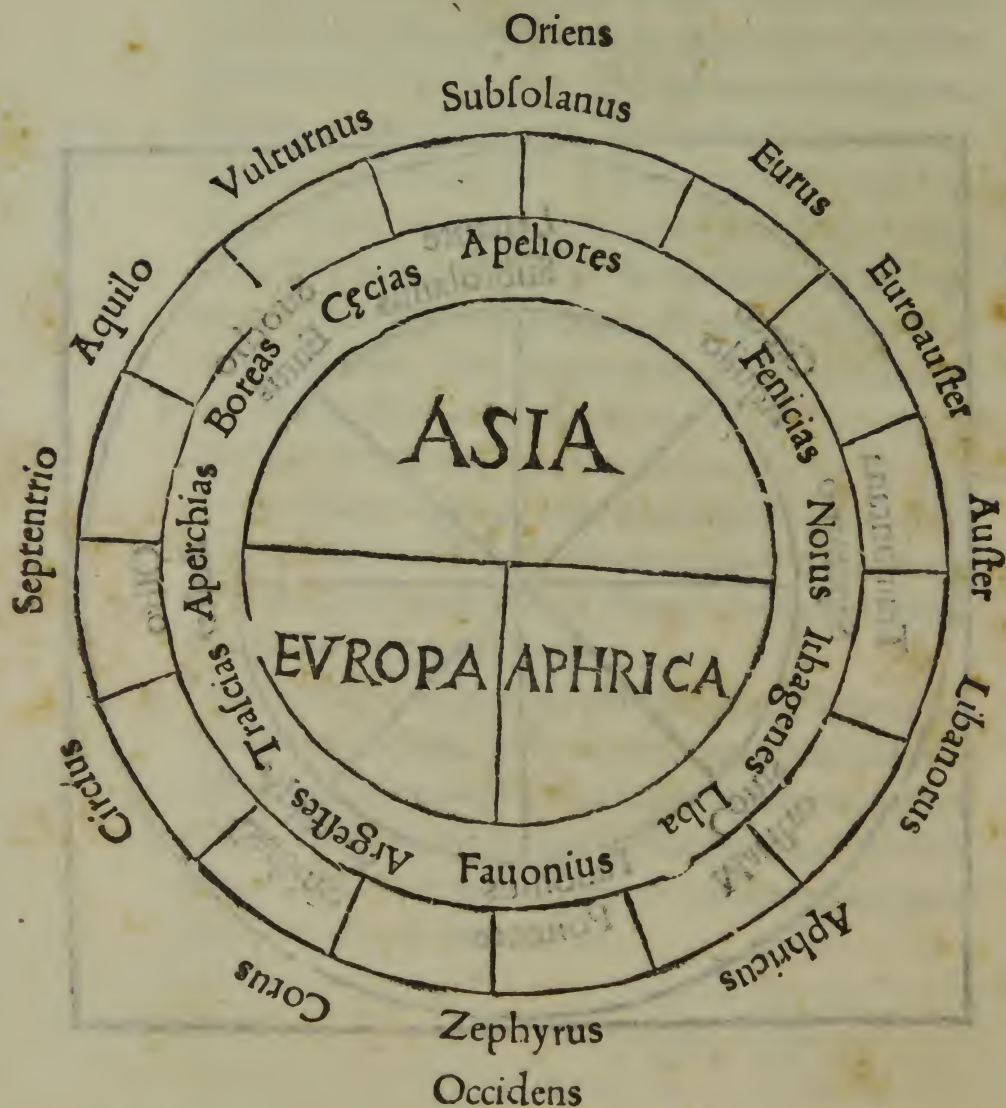 Oriens
Subſolanus
Eurus
Euroauſter
Auſter
Libanotus
Aphricus
Zephyrus
Occidens
Corus
Circius
Septentrio
Aquilo
Vulturnus
Apeliotes
Fenicias
Notus
Liba
Fauonius
Argeſtes
Traſcias
Aperchias
Boreas
Cęcias
ASIA
EVROPA
APHRICA